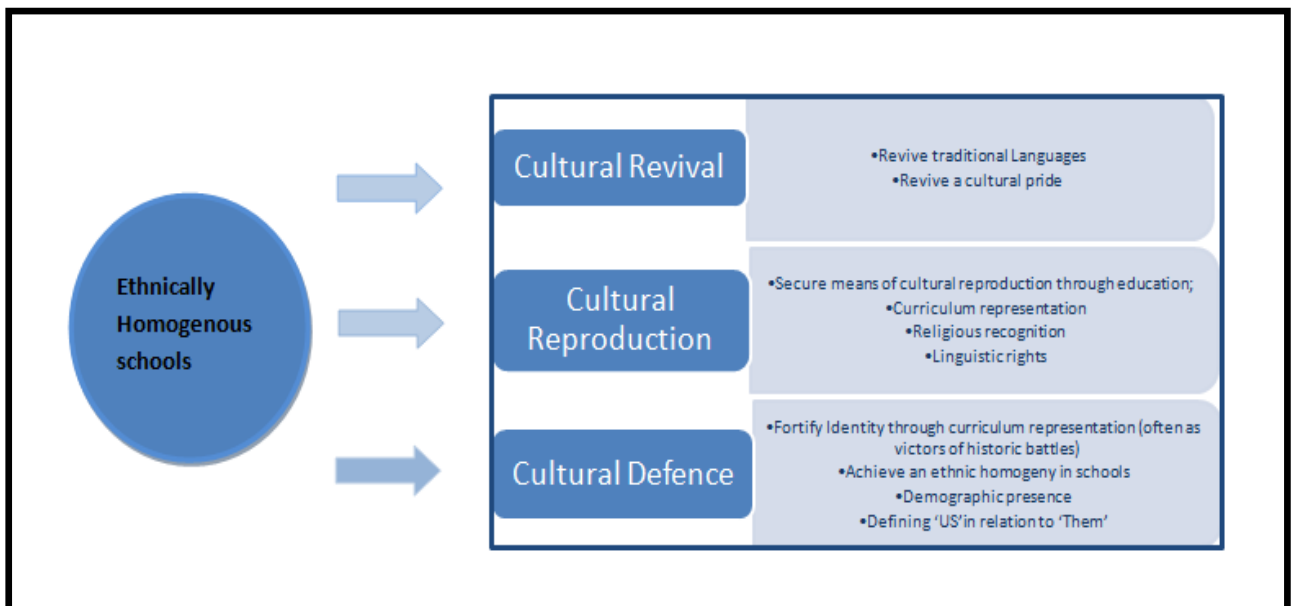 Ethnically
Homogenous
schools
Cultural Revival
•Revive traditional Languages
•Revive a cultural pride
Cultural
Reproduction
•Secure means of cultural reproduction through education;
•Curriculum representation
•Religious recognition
•Linguistic rights
Cultural Defence
•Fortify Identity through curriculum representation (often as
victors of historic battles)
•Achieve an ethnic homogeny in schools
•Demographic presence
•Defining ‘US’in relation to ‘Them’